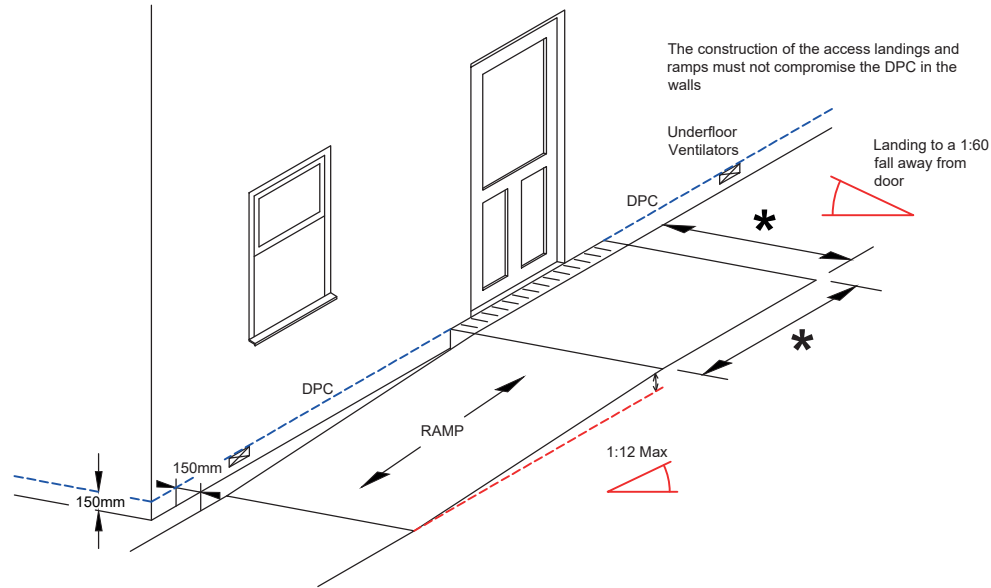 The construction of the access landings and
ramps must not compromise the DPC in the
walls
Underfloor
Ventilators
Landing to a 1:60
fall away from
door
DPC
*
*
DPC
RAMP
1:12 Max
150mm
150mm